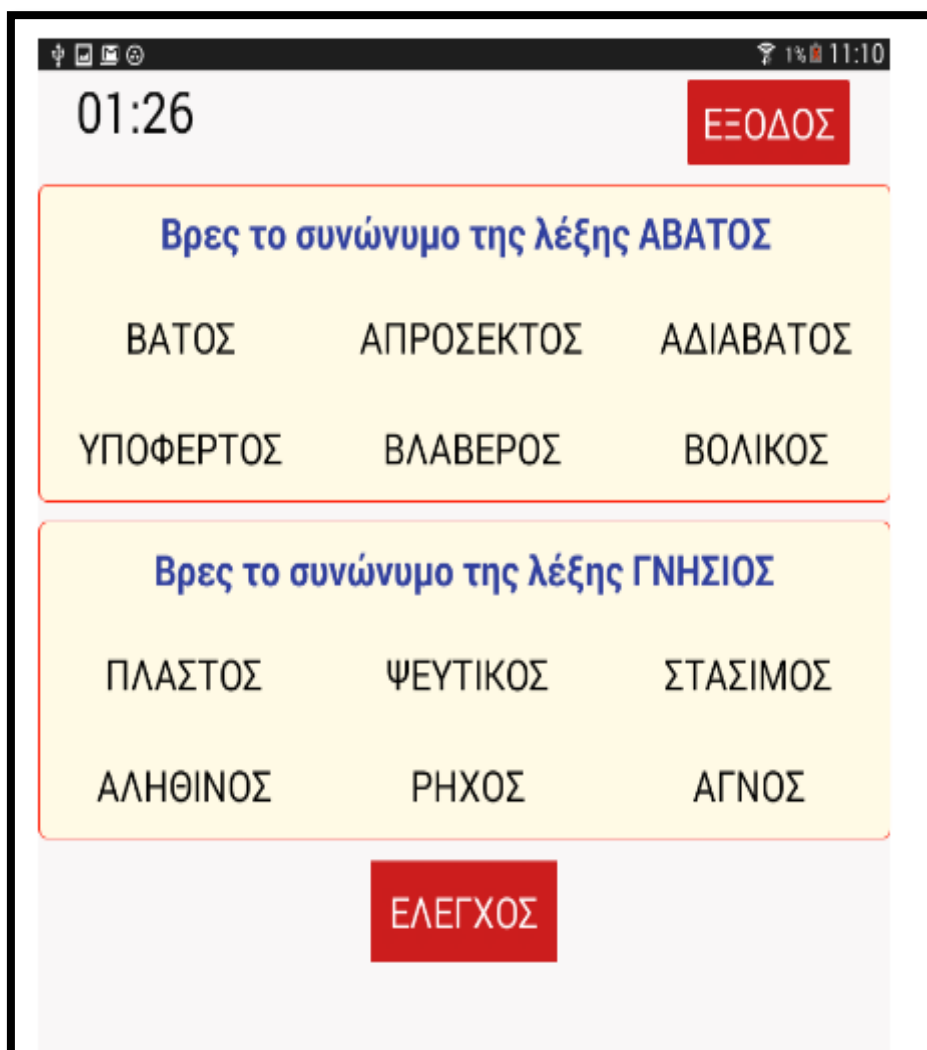 1% 11:10
01:26
ΕΞΟΔΟΣ
Βρες το συνώνυμο της λέξης ΑΒΑΤΟΣ
ΒΑΤΟΣ ΑΠΡΟΣΕΚΤΟΣ ΑΔΙΑΒΑΤΟΣ
ΥΠΟΦΕΡΤΟΣ ΒΛΑΒΕΡΟΣ ΒΟΛΙΚΟΣ
Βρες το συνώνυμο της λέξης ΓΝΗΣΙΟΣ
ΠΛΑΣΤΟΣ ΨΕΥΤΙΚΟΣ ΣΤΑΣΙΜΟΣ
ΑΛΗΘΙΝΟΣ ΡΗΧΟΣ ΑΓΝΟΣ
ΕΛΕΓΧΟΣ